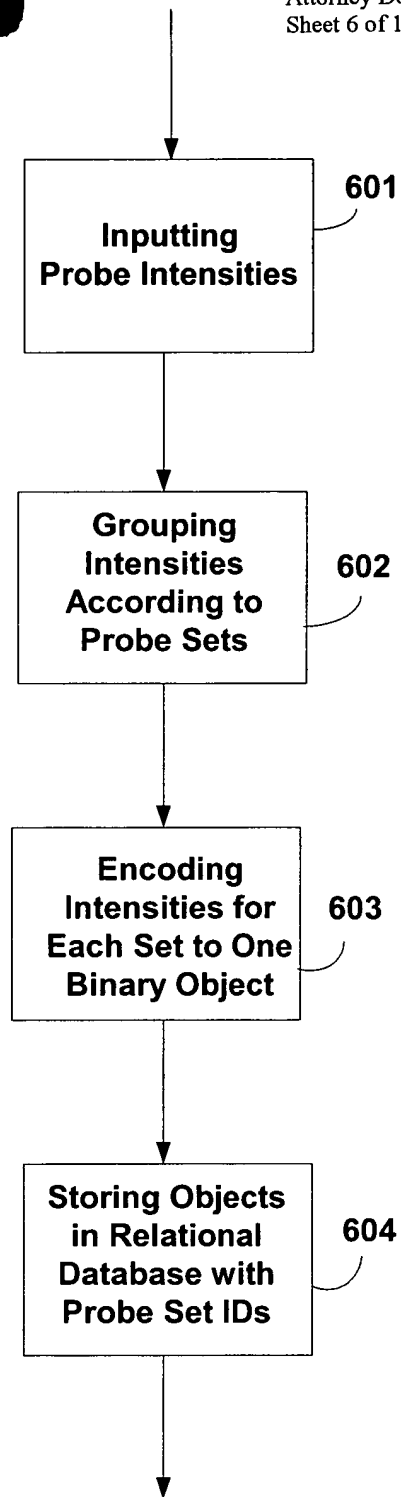 Sheet 6 of 1
601
Inputting
Probe Intensities
Grouping
Intensities
According to
Probe Sets
602
Encoding
Intensities for
Each Set to One
Binary Object
603
Storing Objects
in Relational
Database with
Probe Set IDs
604